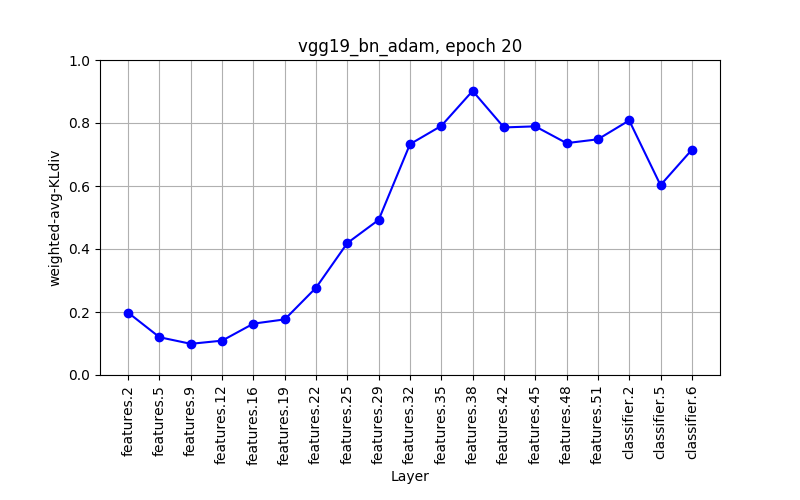 vgg19_bn_adam, epoch 20
weighted-avg-KLdiv
1.0
0.8
0.6
0.4
0.2
0.0
features.2
features.5
features.9
features.12
features.16
features.19
features.22
features.25
features.29
features.32
features.35
features.38
features.42
features.45
features.48
features.51
classifier.2
classifier.5
classifier.6
Layer